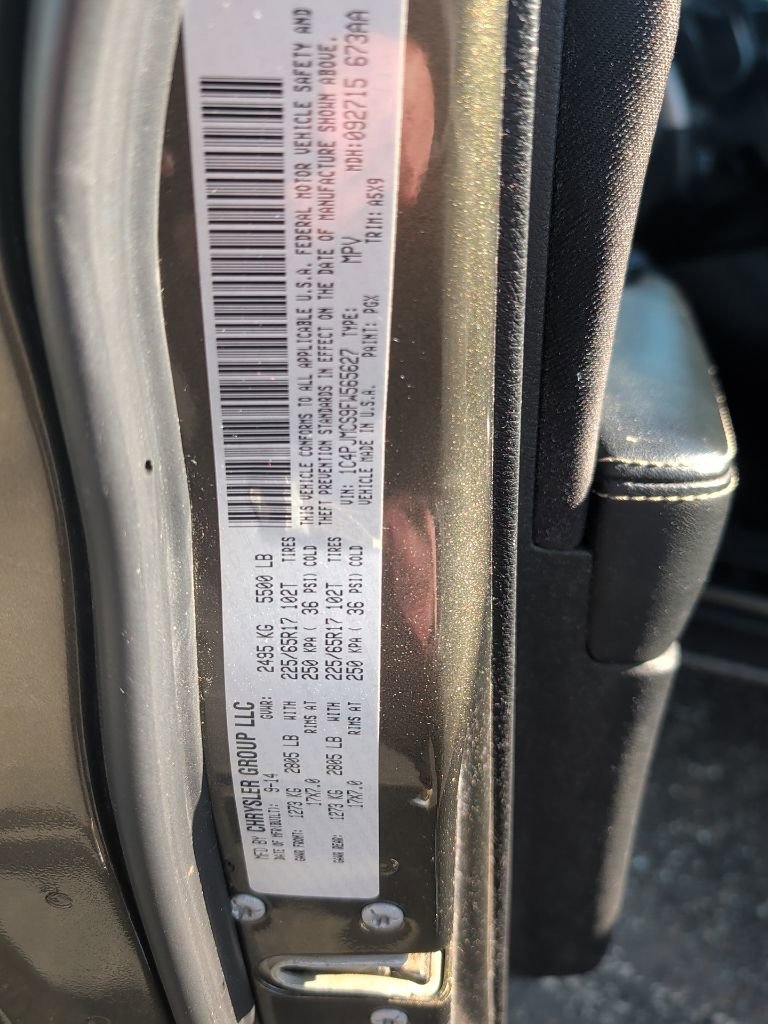 MFD BY CHRYSLER GROUP LLC
DATE OF MFR(BUILT): 9-14 GVWR: 2495 KG 5500 LB
GAWR FRONT: 1273 KG 2805 LB WITH 225/65R17 102T TIRES
17X7.0 RIMS AT 250 KPA ( 36 PSI) COLD
GAWR REAR: 1273 KG 2805 LB WITH 225/65R17 102T TIRES
17X7.0 RIMS AT 250 KPA ( 36 PSI) COLD
THIS VEHICLE CONFORMS TO ALL APPLICABLE U.S.A. FEDERAL MOTOR VEHICLE SAFETY AND
THEFT PREVENTION STANDARDS IN EFFECT ON THE DATE OF MANUFACTURE SHOWN ABOVE.
VIN: 1C4PJMCS9FW565627 TYPE: MPV MDH:092715 673AA
VEHICLE MADE IN U.S.A. PAINT: PGX TRIM: A5X9